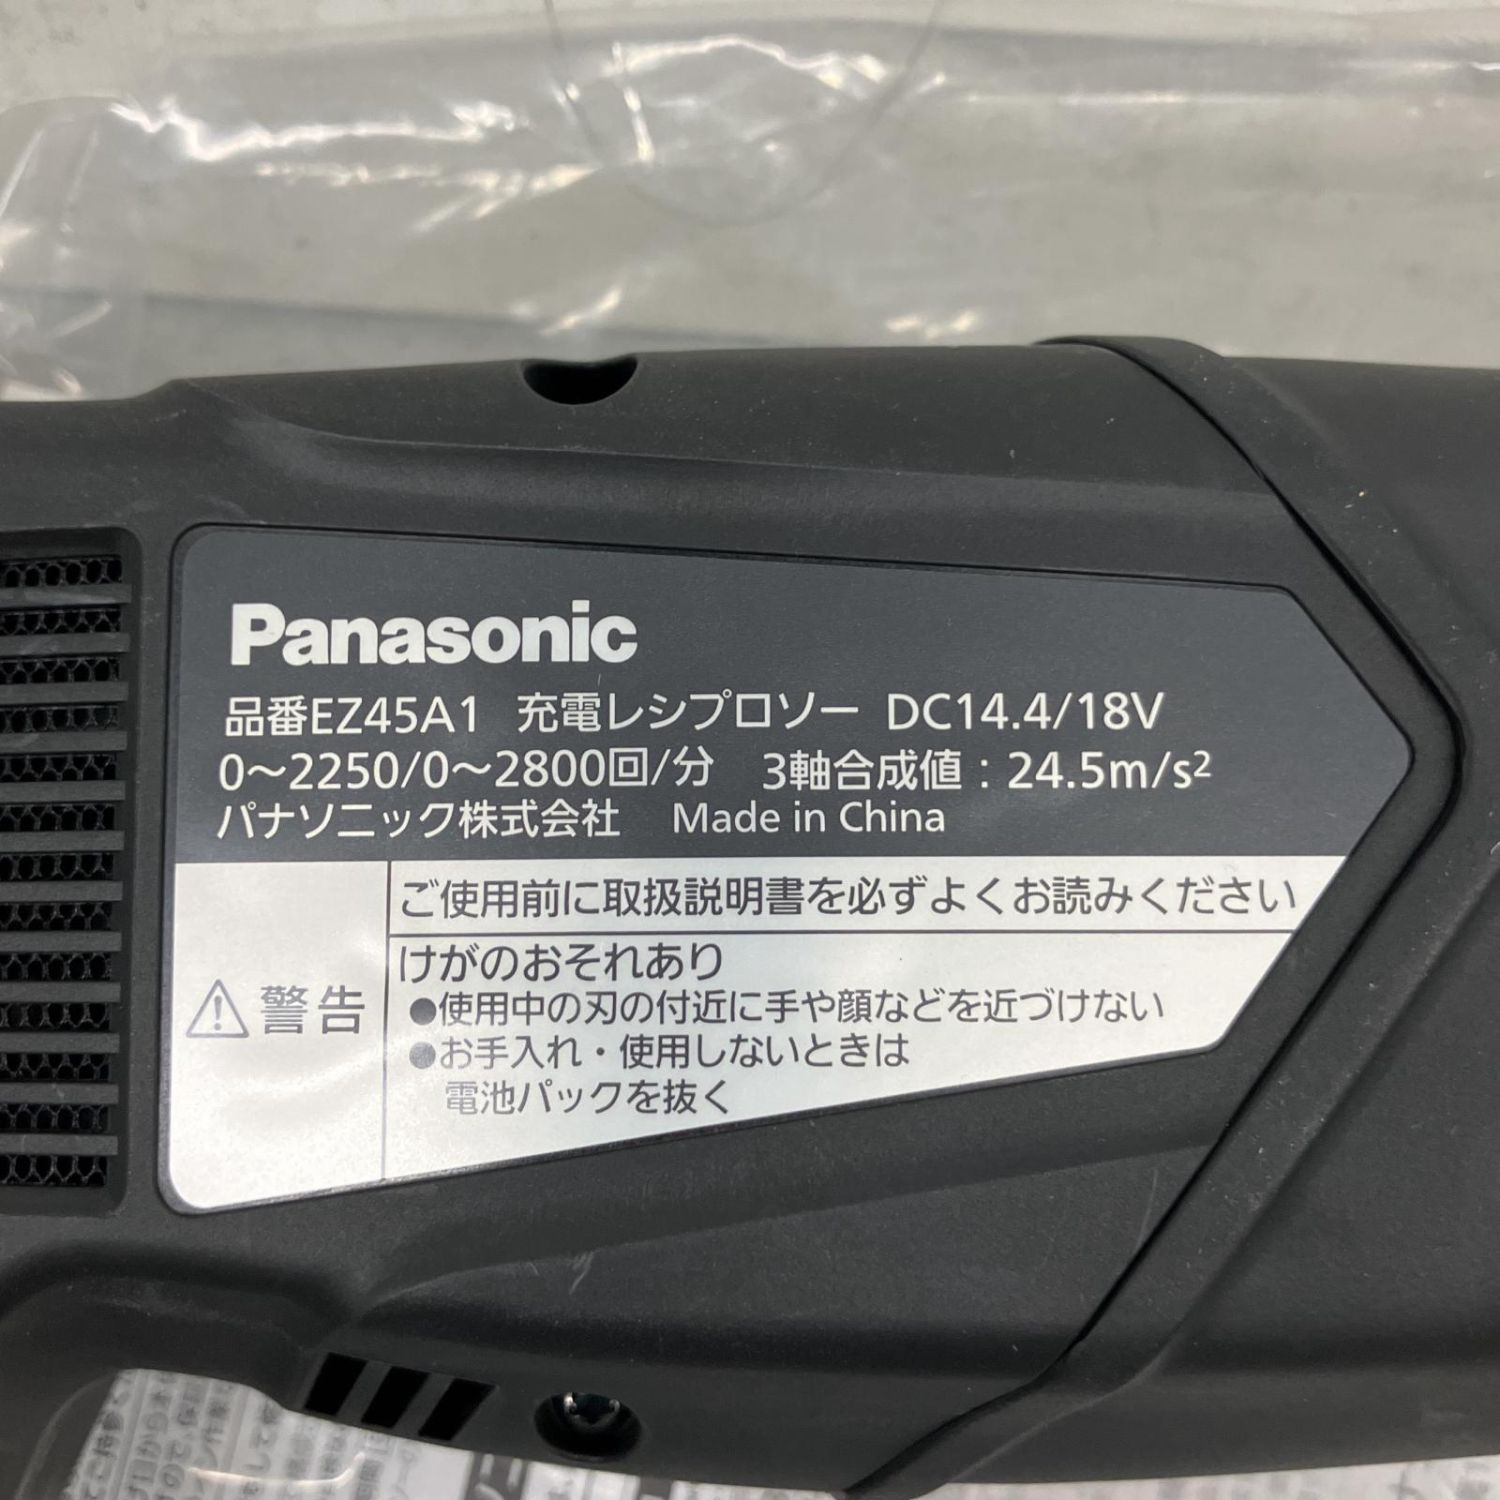 Panasonic
品番EZ45A1 充電レシプロソー DC14.4/18V
0～2250/0～2800回/分 3軸合成値：24.5m/s²
パナソニック株式会社 Made in China
警告
ご使用前に取扱説明書を必ずよくお読みください
けがのおそれあり
●使用中の刃の付近に手や顔などを近づけない
●お手入れ・使用しないときは
電池パックを抜く